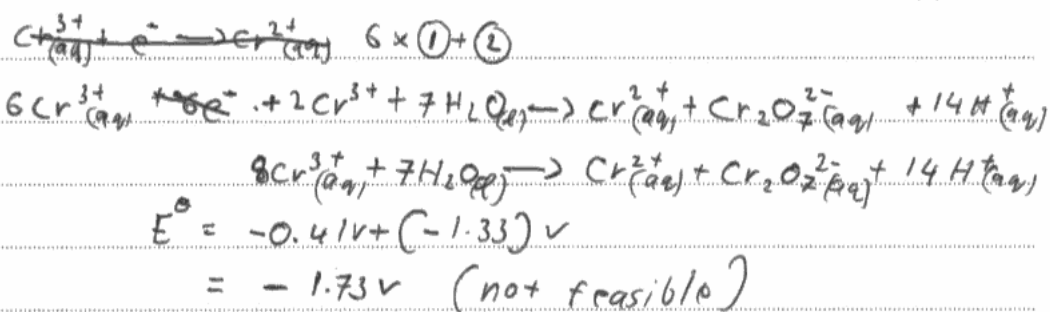 Cr³⁺(aq) + e⁻ → Cr²⁺(aq) 6 × ① + ②
6Cr³⁺(aq) + 6e⁻ . + 2Cr³⁺ + 7H₂O(l) → Cr²⁺(aq) + Cr₂O₇²⁻(aq) + 14H⁺(aq)
8Cr³⁺(aq) + 7H₂O(l) → Cr²⁺(aq) + Cr₂O₇²⁻(aq) + 14H⁺(aq)
E⁰ = -0.41v + (-1.33) v
= - 1.73v (not feasible)